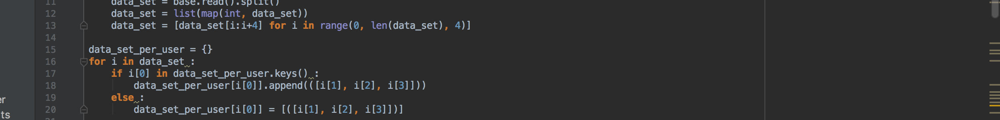 11 data_set = base.read().split()
12 data_set = list(map(int, data_set))
13 data_set = [data_set[i:i+4] for i in range(0, len(data_set), 4)]
14
15 data_set_per_user = {}
16 for i in data_set :
17 if i[0] in data_set_per_user.keys() :
18 data_set_per_user[i[0]].append(([i[1], i[2], i[3]]))
er
19 else :
ts
20 data_set_per_user[i[0]] = [([i[1], i[2], i[3]])]
21